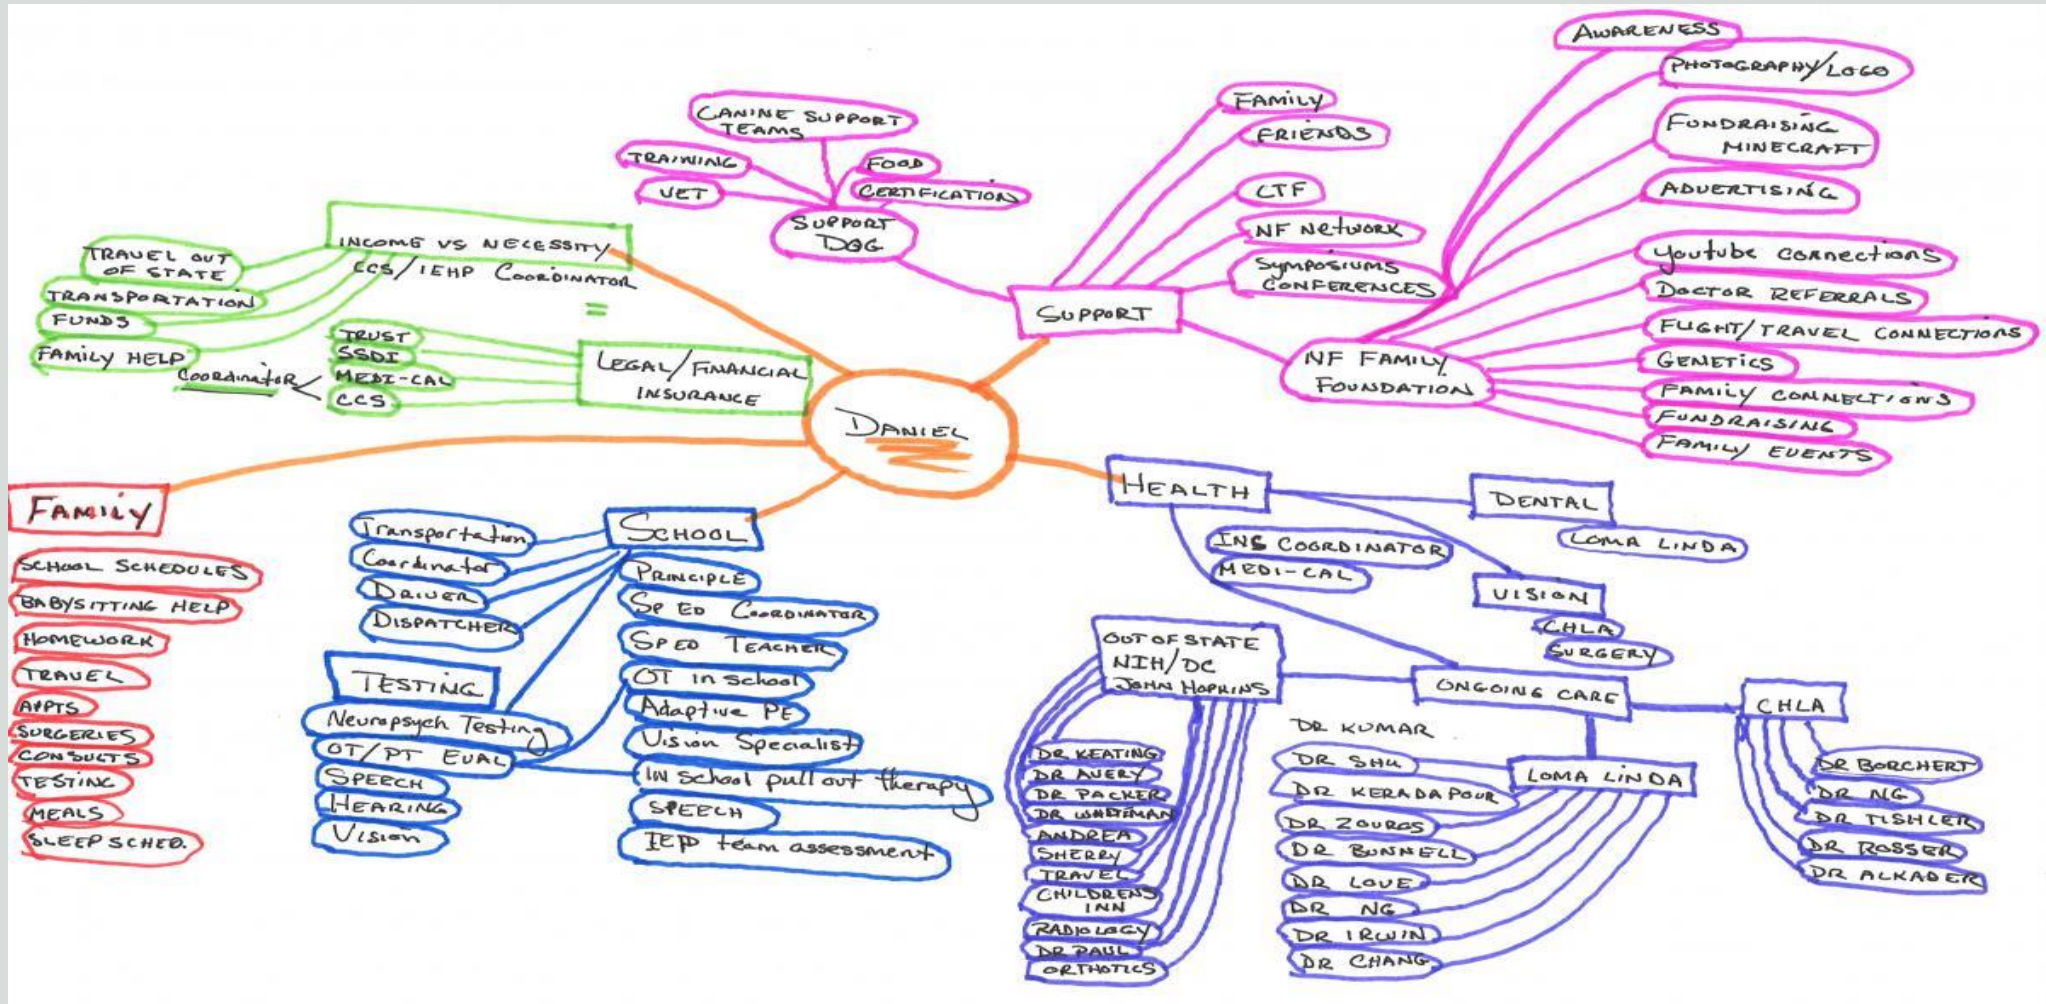 AWARENESS
PHOTOGRAPHY/LOGO
FUNDRAISING
MINECRAFT
ADVERTISING
Youtube connections
DOCTOR REFERRALS
FLIGHT/TRAVEL CONNECTIONS
GENETICS
FAMILY CONNECTIONS
FUNDRAISING
FAMILY EVENTS
NF FAMILY
FOUNDATION
FAMILY
FRIENDS
CTF
NF NETWORK
SYMPOSIUMS
CONFERENCES
SUPPORT
CANINE SUPPORT
TEAMS
TRAINING
VET
FOOD
CERTIFICATION
SUPPORT
DOG
INCOME VS NECESSITY
CCS/IEHP COORDINATOR
=
TRAVEL OUT
OF STATE
TRANSPORTATION
FUNDS
FAMILY HELP
Coordinator
TRUST
SSDI
MEDI-CAL
CCS
LEGAL/FINANCIAL
INSURANCE
DANIEL
FAMILY
SCHOOL SCHEDULES
BABYSITTING HELP
HOMEWORK
TRAVEL
APPTS
SURGERIES
CONSULTS
TESTING
MEALS
SLEEP SCHED.
SCHOOL
Transportation
Coordinator
DRIVER
DISPATCHER
PRINCIPLE
SP ED COORDINATOR
SPED TEACHER
OT in school
Adaptive PE
Vision Specialist
IN school pull out therapy
SPEECH
IEP team assessment
TESTING
Neuropsych Testing
OT/PT EVAL
SPEECH
HEARING
Vision
HEALTH
DENTAL
LOMA LINDA
INS COORDINATOR
MEDI-CAL
VISION
CHLA
SURGERY
OUT OF STATE
NIH/DC
JOHN HOPKINS
ONGOING CARE
CHLA
DR KEATING
DR AVERY
DR PACKER
DR WHITEMAN
ANDREA
SHERRY
TRAVEL
CHILDRENS
INN
RADIOLOGY
DR PAUL
ORTHOTICS
DR KUMAR
LOMA LINDA
DR SHU
DR KERADAPOUR
DR ZOUROS
DR BUNNELL
DR LOVE
DR NG
DR IRWIN
DR CHANG
DR BORCHERT
DR NG
DR TISHLER
DR ROSSER
DR ALKADER